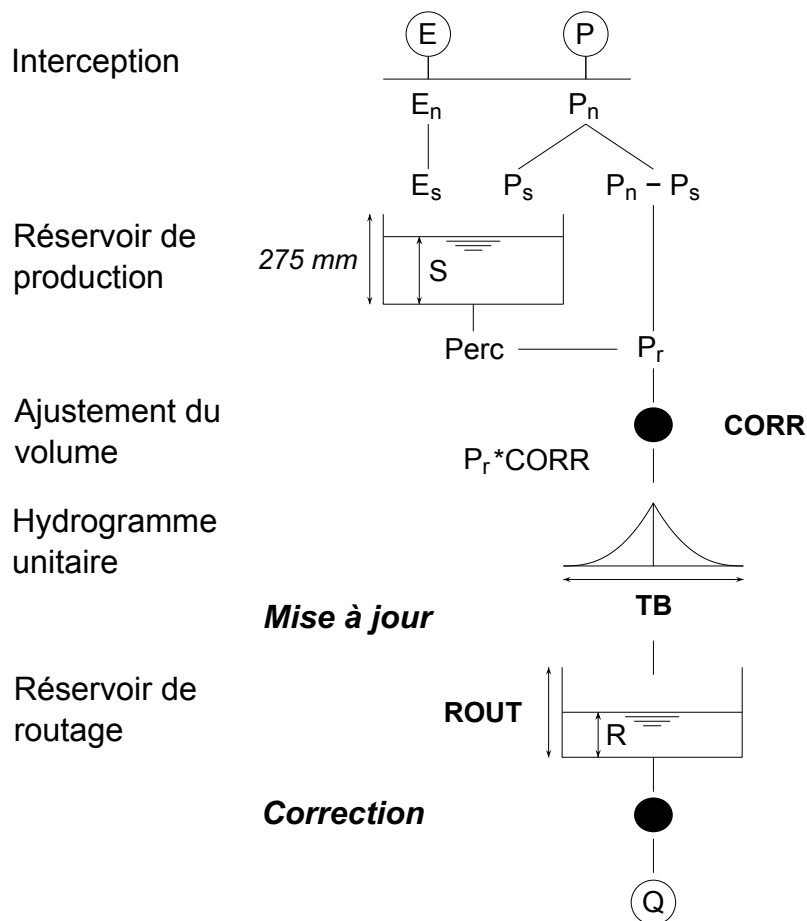 E P
Interception
Eₙ Pₙ
Eₛ Pₛ Pₙ – Pₛ
Réservoir de
production
275 mm
S
Perc Pᵣ
Ajustement du
volume
CORR
Pᵣ*CORR
Hydrogramme
unitaire
TB
Mise à jour
Réservoir de
routage
ROUT
R
Correction
Q